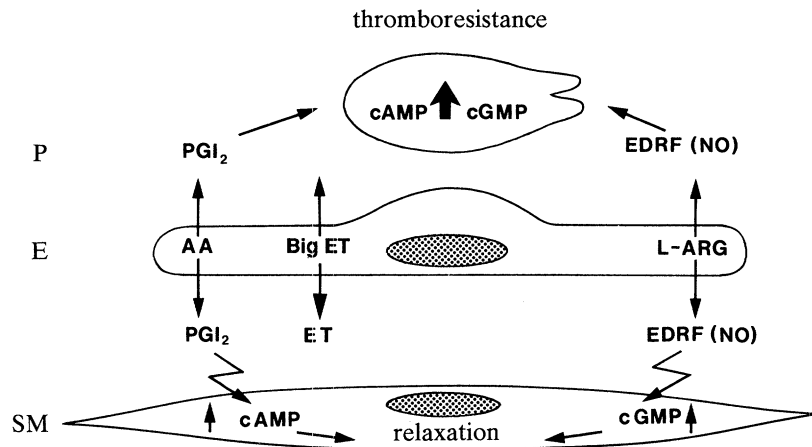 thromboresistance
cAMP cGMP
P PGI₂ EDRF (NO)
E AA Big ET L-ARG
PGI₂ ET EDRF (NO)
SM cAMP relaxation cGMP